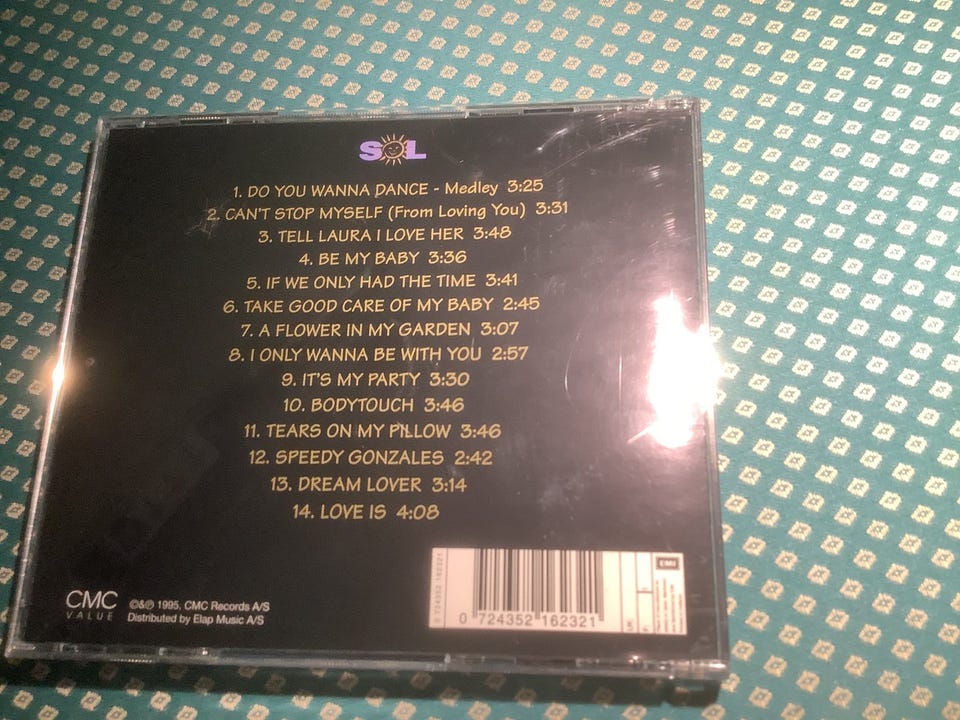 SOL
1. DO YOU WANNA DANCE - Medley 3:25
2. CAN'T STOP MYSELF (From Loving You) 3:31
3. TELL LAURA I LOVE HER 3:48
4. BE MY BABY 3:36
5. IF WE ONLY HAD THE TIME 3:41
6. TAKE GOOD CARE OF MY BABY 2:45
7. A FLOWER IN MY GARDEN 3:07
8. I ONLY WANNA BE WITH YOU 2:57
9. IT'S MY PARTY 3:30
10. BODYTOUCH 3:46
11. TEARS ON MY PILLOW 3:46
12. SPEEDY GONZALES 2:42
13. DREAM LOVER 3:14
14. LOVE IS 4:08
CMC
VALUE
©&℗ 1995, CMC Records A/S
Distributed by Elap Music A/S
0 724352 162321
EMI
UK:
F: